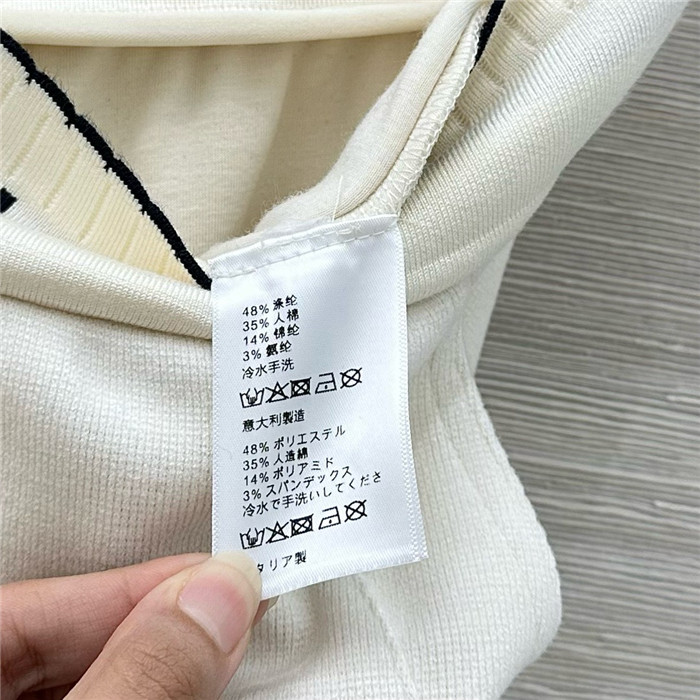 48% 涤纶
35% 人棉
14% 锦纶
3% 氨纶
冷水手洗
意大利製造
48% ポリエステル
35% 人造綿
14% ポリアミド
3% スパンデックス
冷水で手洗いしてくださ
タリア製